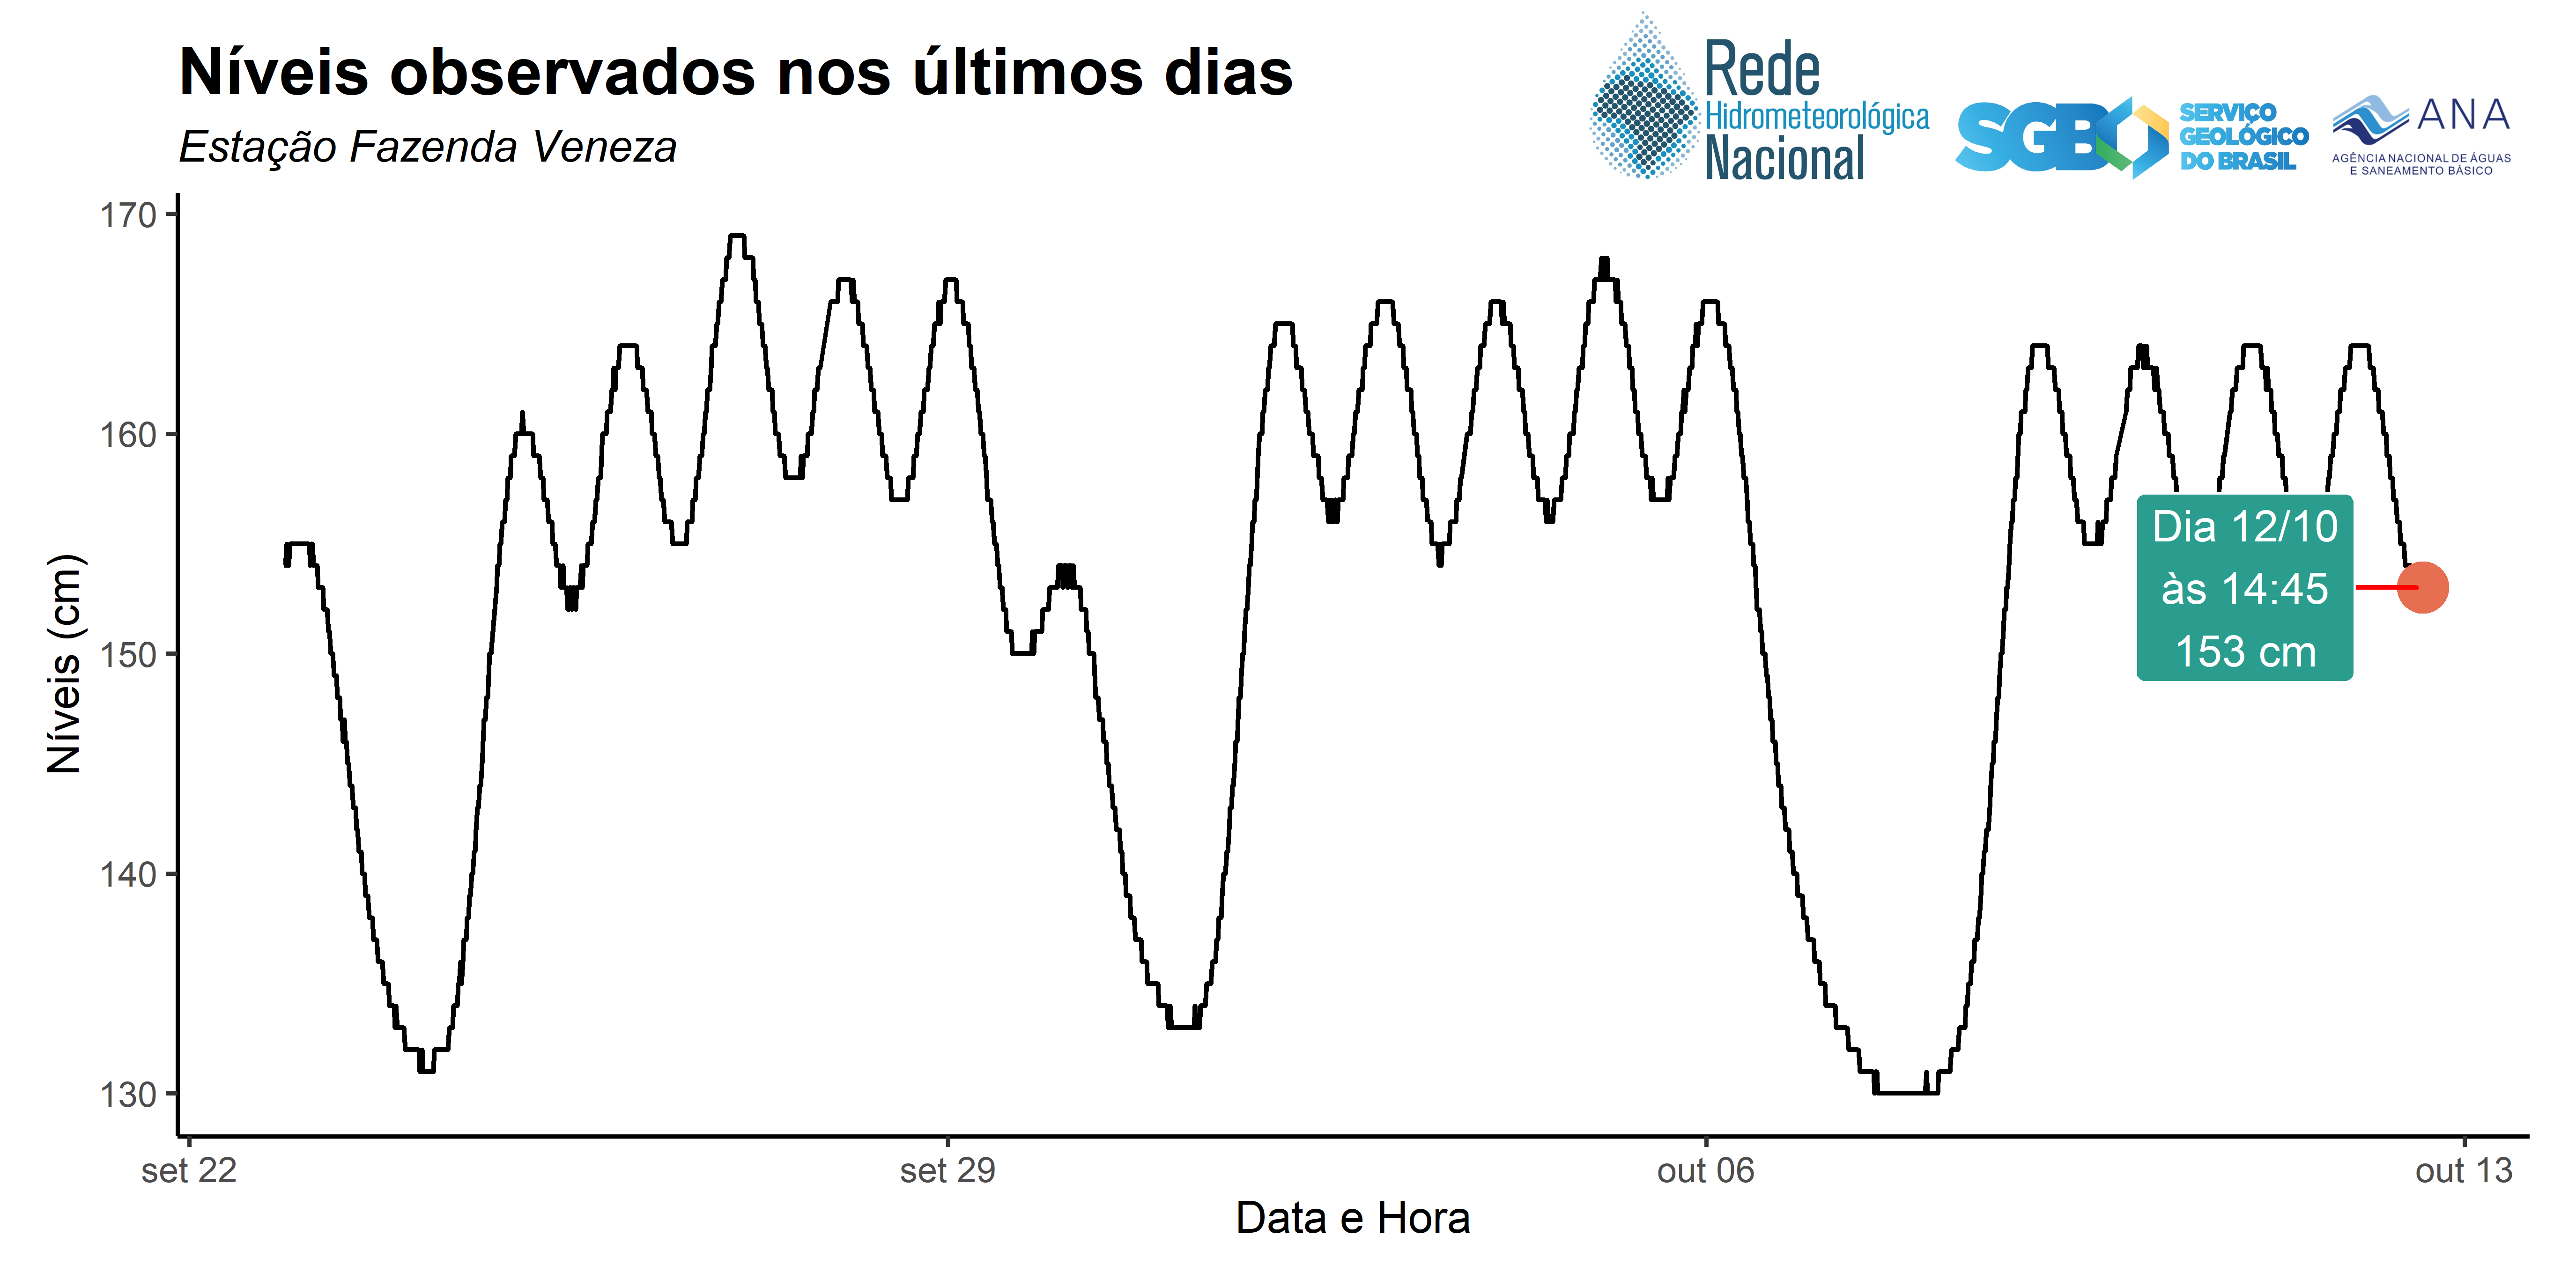 Níveis observados nos últimos dias
Estação Fazenda Veneza
Rede
Hidrometeorológica
Nacional
SGB
SERVIÇO
GEOLÓGICO
DO BRASIL
ANA
AGÊNCIA NACIONAL DE ÁGUAS
E SANEAMENTO BÁSICO
Níveis (cm)
170
160
150
140
130
Dia 12/10
às 14:45
153 cm
set 22
set 29
out 06
out 13
Data e Hora